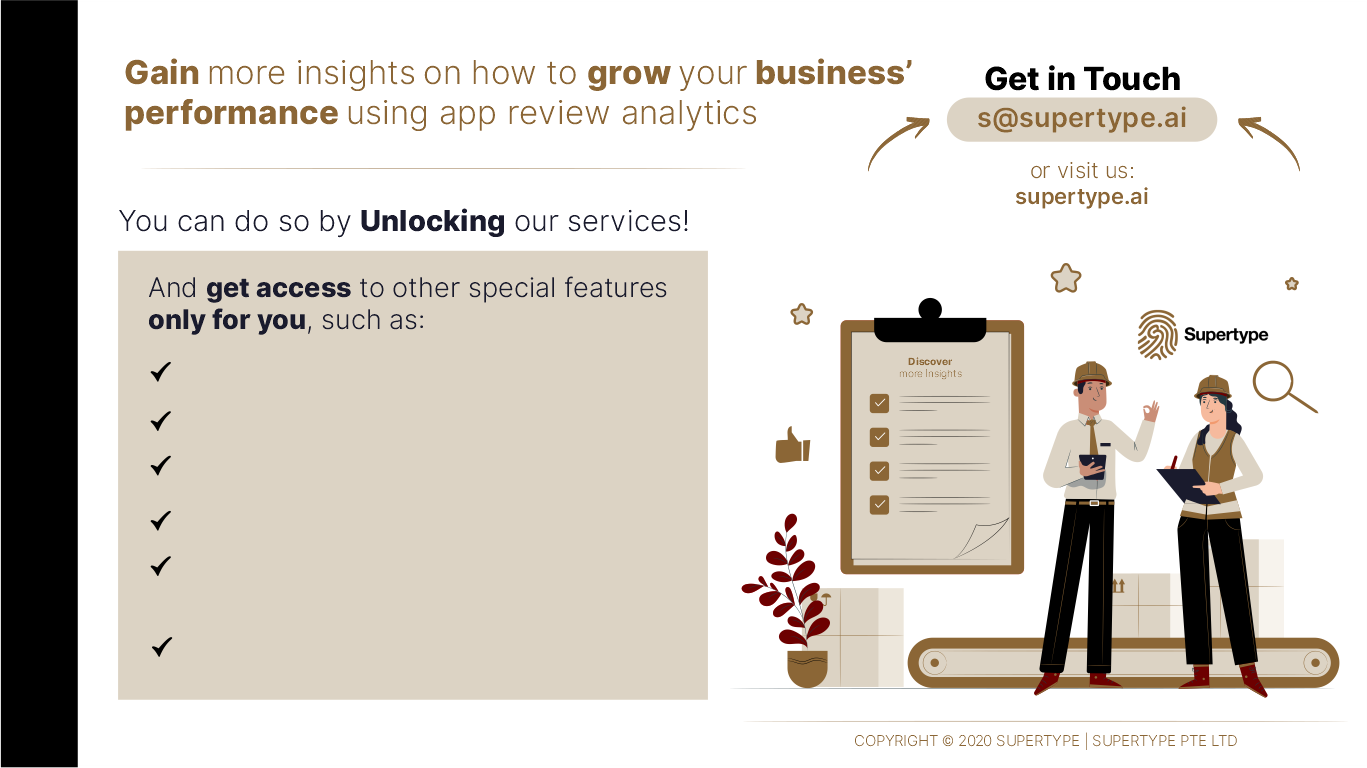 Gain more insights on how to grow your business’
performance using app review analytics
Get in Touch
s@supertype.ai
or visit us:
supertype.ai
You can do so by Unlocking our services!
And get access to other special features
only for you, such as:
Discover
more Insights
Supertype
COPYRIGHT © 2020 SUPERTYPE | SUPERTYPE PTE LTD